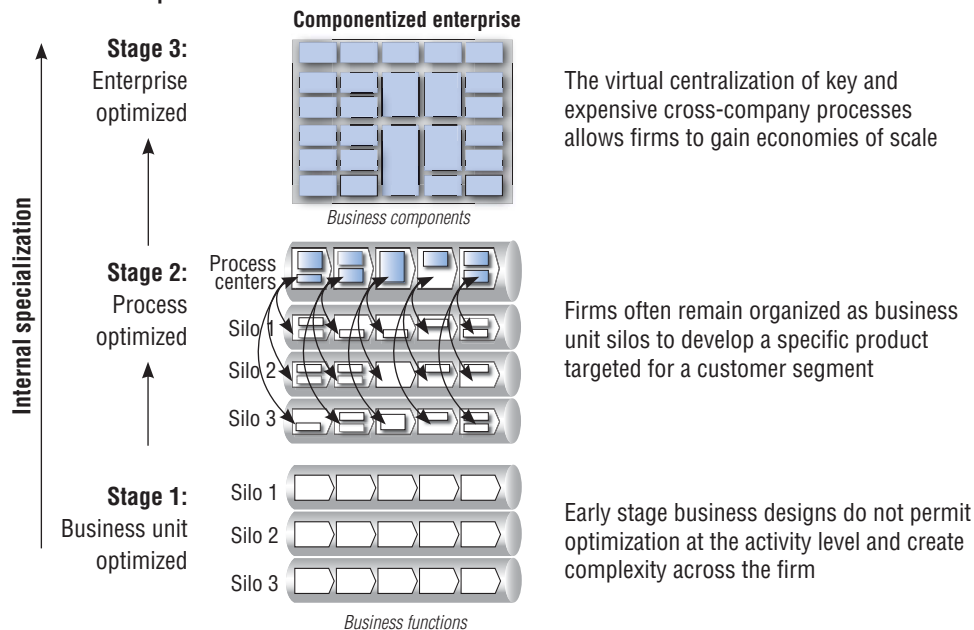 Componentized enterprise
Stage 3:
Enterprise
optimized
The virtual centralization of key and
expensive cross-company processes
allows firms to gain economies of scale
Business components
Internal specialization
Stage 2:
Process
optimized
Process
centers
Silo 1
Silo 2
Silo 3
Firms often remain organized as business
unit silos to develop a specific product
targeted for a customer segment
Stage 1:
Business unit
optimized
Silo 1
Silo 2
Silo 3
Early stage business designs do not permit
optimization at the activity level and create
complexity across the firm
Business functions